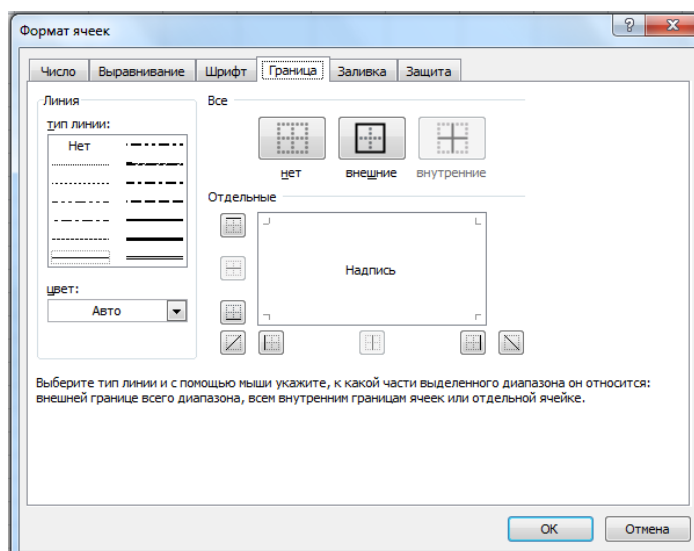 Формат ячеек
Число Выравнивание Шрифт Граница Заливка Защита
Линия
тип линии:
Нет
цвет:
Авто
Все
нет внешние внутренние
Отдельные
Надпись
Выберите тип линии и с помощью мыши укажите, к какой части выделенного диапазона он относится:
внешней границе всего диапазона, всем внутренним границам ячеек или отдельной ячейке.
ОК Отмена